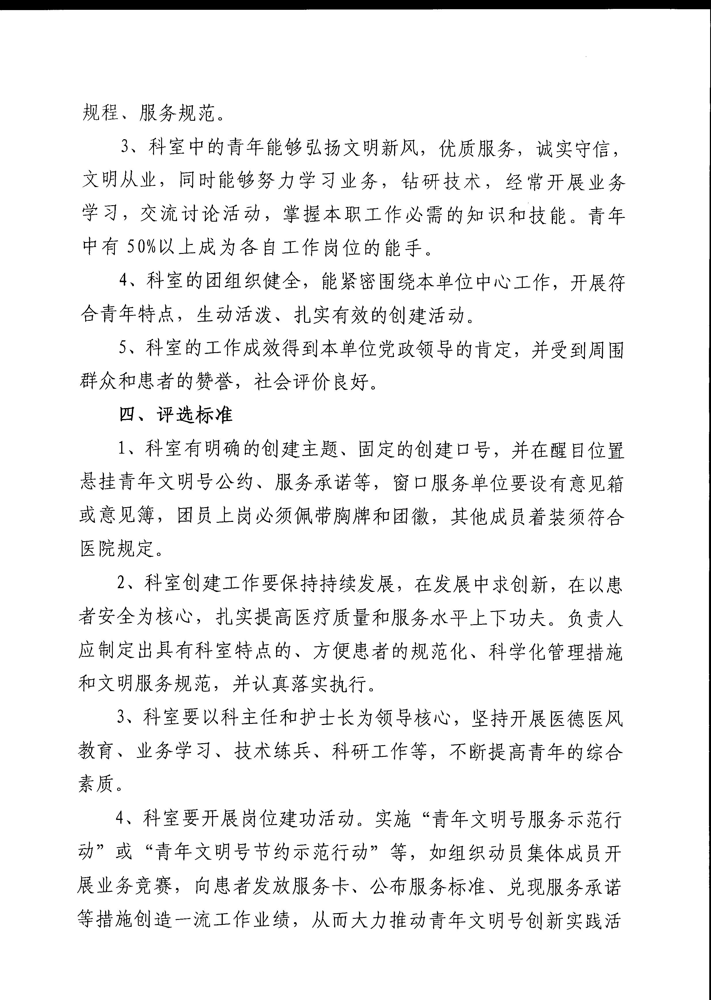 规程、服务规范。
3、科室中的青年能够弘扬文明新风，优质服务，诚实守信，
文明从业，同时能够努力学习业务，钻研技术，经常开展业务
学习，交流讨论活动，掌握本职工作必需的知识和技能。青年
中有 50%以上成为各自工作岗位的能手。
4、科室的团组织健全，能紧密围绕本单位中心工作，开展符
合青年特点，生动活泼、扎实有效的创建活动。
5、科室的工作成效得到本单位党政领导的肯定，并受到周围
群众和患者的赞誉，社会评价良好。
四、评选标准
1、科室有明确的创建主题、固定的创建口号，并在醒目位置
悬挂青年文明号公约、服务承诺等，窗口服务单位要设有意见箱
或意见簿，团员上岗必须佩带胸牌和团徽，其他成员着装须符合
医院规定。
2、科室创建工作要保持持续发展，在发展中求创新，在以患
者安全为核心，扎实提高医疗质量和服务水平上下功夫。负责人
应制定出具有科室特点的、方便患者的规范化、科学化管理措施
和文明服务规范，并认真落实执行。
3、科室要以科主任和护士长为领导核心，坚持开展医德医风
教育、业务学习、技术练兵、科研工作等，不断提高青年的综合
素质。
4、科室要开展岗位建功活动。实施“青年文明号服务示范行
动”或“青年文明号节约示范行动”等，如组织动员集体成员开
展业务竞赛，向患者发放服务卡、公布服务标准、兑现服务承诺
等措施创造一流工作业绩，从而大力推动青年文明号创新实践活